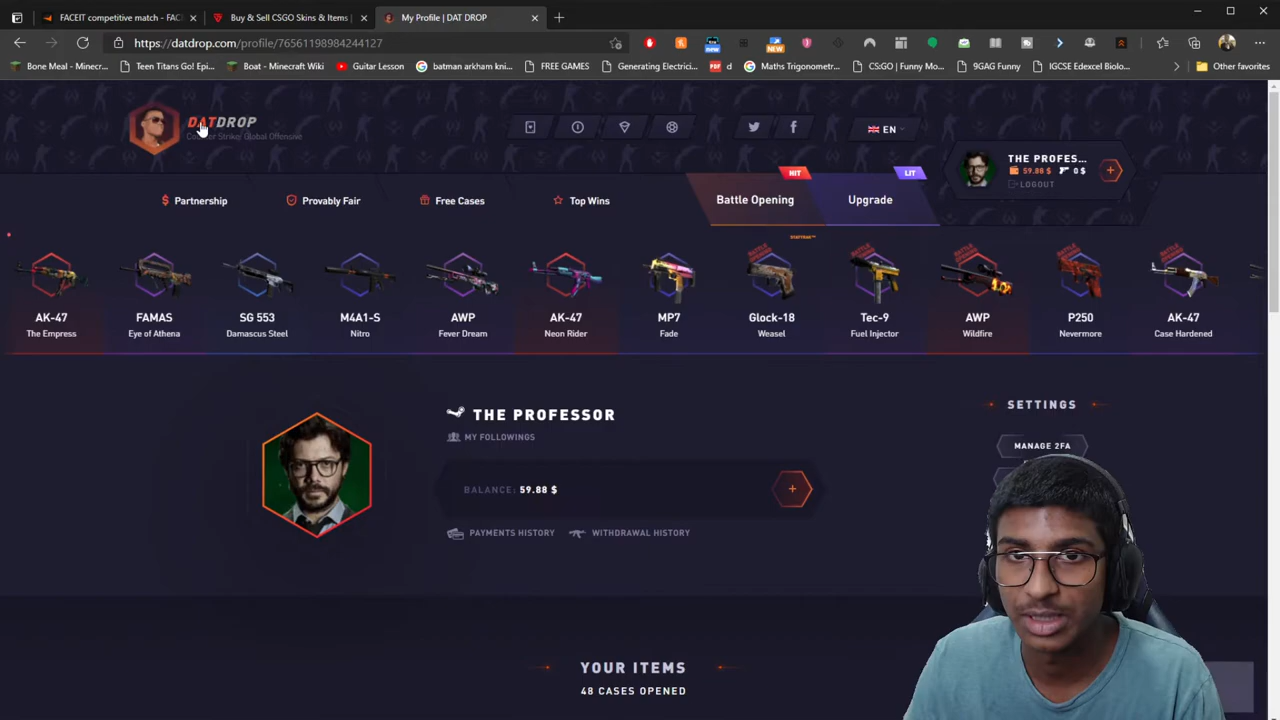 FACEIT competitive match - FAC
Buy & Sell CSGO Skins & Items |
My Profile | DAT DROP
https://datdrop.com/profile/76561198984244127
Bone Meal - Minecr...
Teen Titans Go! Epi...
Boat - Minecraft Wiki
Guitar Lesson
batman arkham kni...
FREE GAMES
Generating Electrici...
PDF
d
Maths Trigonometr...
CS:GO | Funny Mo...
9GAG Funny
IGCSE Edexcel Biolo...
Other favorites
new
NEW
DATDROP
EN
THE PROFES...
59.88 $
0 $
LOGOUT
HIT
LIT
Partnership
Provably Fair
Free Cases
Top Wins
Battle Opening
Upgrade
STATTRAK™
AK-47
FAMAS
SG 553
M4A1-S
AWP
AK-47
MP7
Glock-18
Tec-9
AWP
P250
AK-47
The Empress
Eye of Athena
Damascus Steel
Nitro
Fever Dream
Neon Rider
Fade
Weasel
Fuel Injector
Wildfire
Nevermore
Case Hardened
THE PROFESSOR
MY FOLLOWINGS
BALANCE: 59.88 $
PAYMENTS HISTORY
WITHDRAWAL HISTORY
SETTINGS
MANAGE 2FA
YOUR ITEMS
48 CASES OPENED